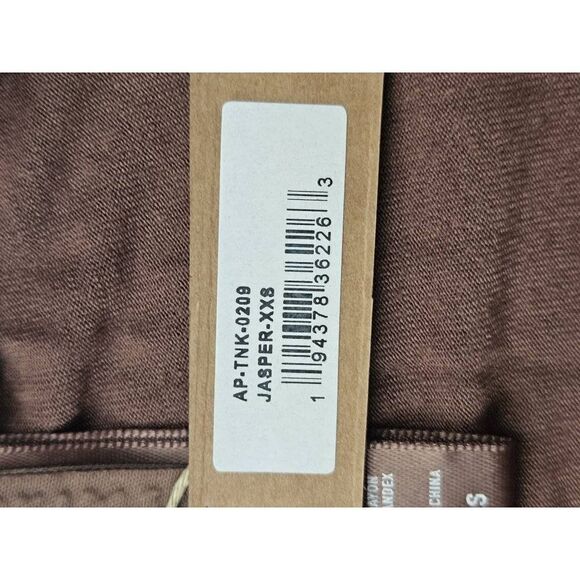 AP-TNK-0209
JASPER-XXS
1 94378 36226 3
CHINA
S